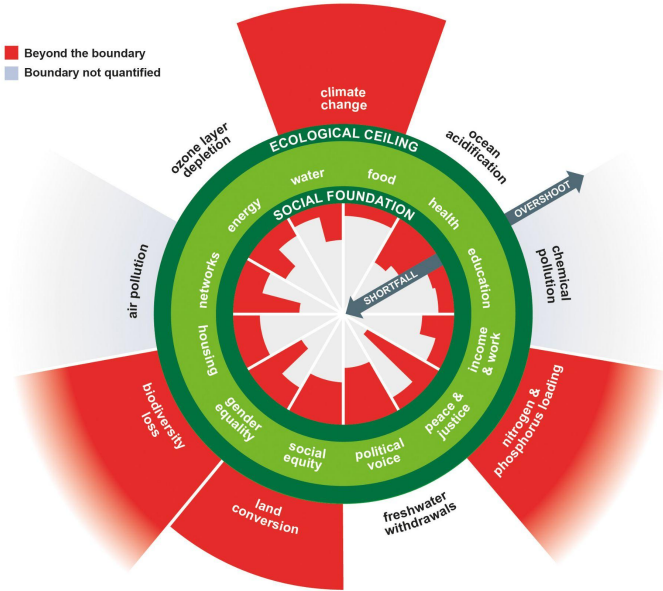 Beyond the boundary
Boundary not quantified
climate
change
ozone layer
depletion
ocean
acidification
ECOLOGICAL CEILING
OVERSHOOT
water
food
energy
health
SOCIAL FOUNDATION
SHORTFALL
air pollution
networks
education
chemical
pollution
housing
income
& work
biodiversity
loss
gender
equality
social
equity
political
voice
peace &
justice
nitrogen &
phosphorus loading
land
conversion
freshwater
withdrawals